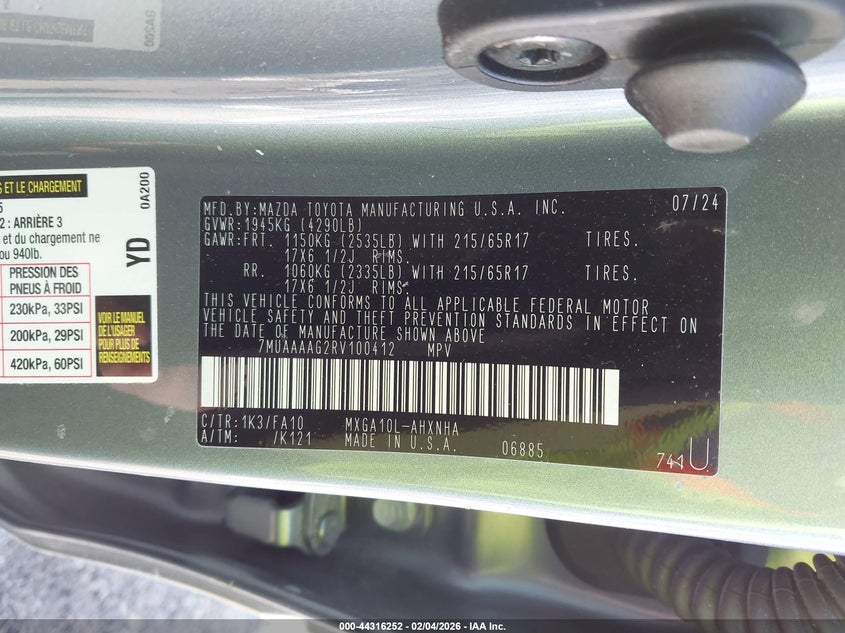 S ET LE CHARGEMENT
0A200
2 : ARRIÈRE 3
et du chargement ne
ou 940lb.
YD
PRESSION DES
PNEUS À FROID
230kPa, 33PSI
200kPa, 29PSI
420kPa, 60PSI
VOIR LE MANUEL
DE L'USAGER
POUR PLUS DE
RENSEIGNEMENTS
MFD.BY:MAZDA TOYOTA MANUFACTURING U.S.A. INC. 07/24
GVWR:1945KG (4290LB)
GAWR:FRT. 1150KG (2535LB) WITH 215/65R17 TIRES.
17X6 1/2J RIMS.
RR. 1060KG (2335LB) WITH 215/65R17 TIRES.
17X6 1/2J RIMS.
THIS VEHICLE CONFORMS TO ALL APPLICABLE FEDERAL MOTOR
VEHICLE SAFETY AND THEFT PREVENTION STANDARDS IN EFFECT ON
THE DATE OF MANUFACTURE SHOWN ABOVE
7MUAAAAG2RV100412 MPV
C/TR:1K3/FA10 MXGA10L-AHXNHA
A/TM: /K121 MADE IN U.S.A. 06885
741U
000-44316252 - 02/04/2026 - IAA Inc.